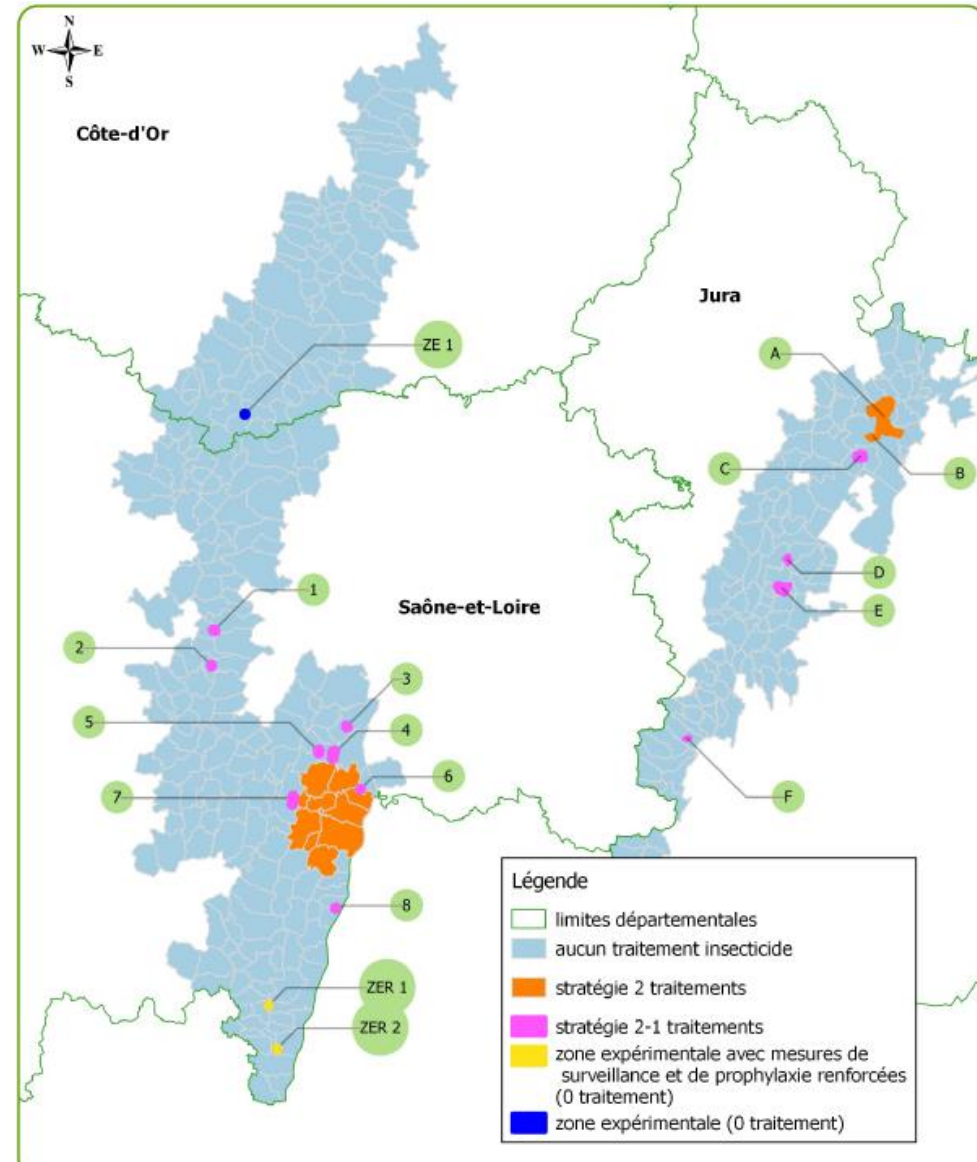 N
W E
S
Côte-d'Or
Jura
ZE 1
A
C
B
D
1
E
Saône-et-Loire
2
3
5
4
6
F
7
8
ZER 1
ZER 2
Légende
limites départementales
aucun traitement insecticide
stratégie 2 traitements
stratégie 2-1 traitements
zone expérimentale avec mesures de
surveillance et de prophylaxie renforcées
(0 traitement)
zone expérimentale (0 traitement)